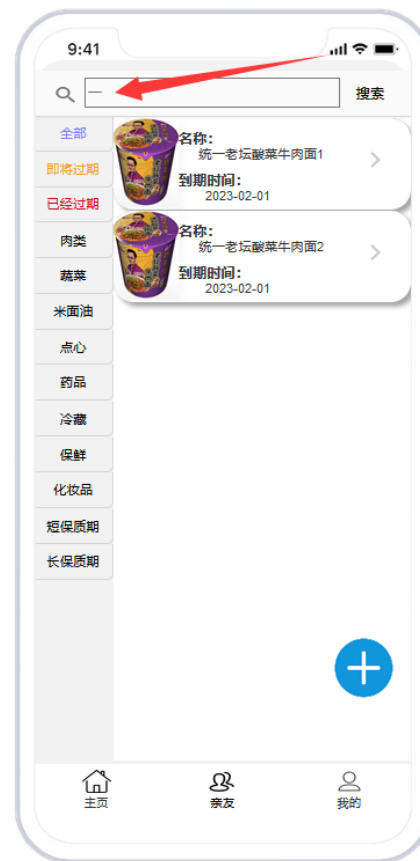 9:41
一
搜索
全部
即将过期
已经过期
肉类
蔬菜
米面油
点心
药品
冷藏
保鲜
化妆品
短保质期
长保质期
名称：
统一老坛酸菜牛肉面1
到期时间：
2023-02-01
名称：
统一老坛酸菜牛肉面2
到期时间：
2023-02-01
主页
亲友
我的